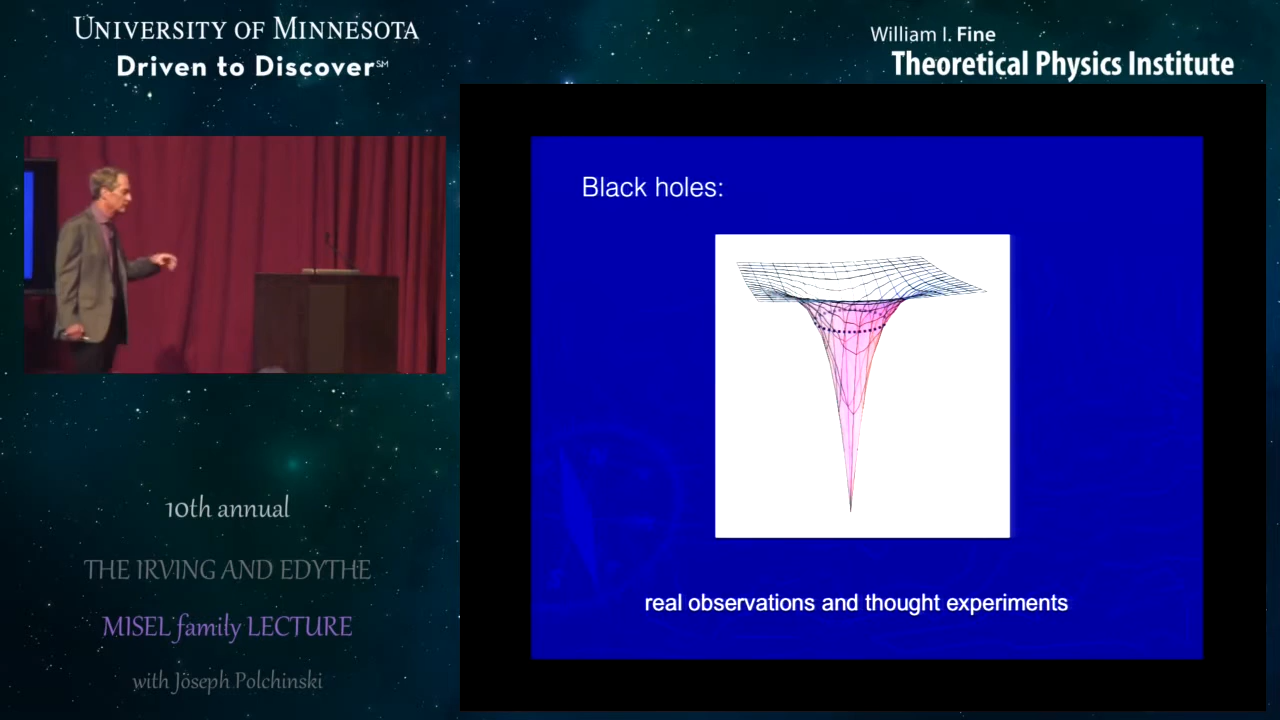 UNIVERSITY OF MINNESOTA
Driven to Discover℠
William I. Fine
Theoretical Physics Institute
Black holes:
real observations and thought experiments
10th annual
THE IRVING AND EDYTHE
MISEL family LECTURE
with Joseph Polchinski